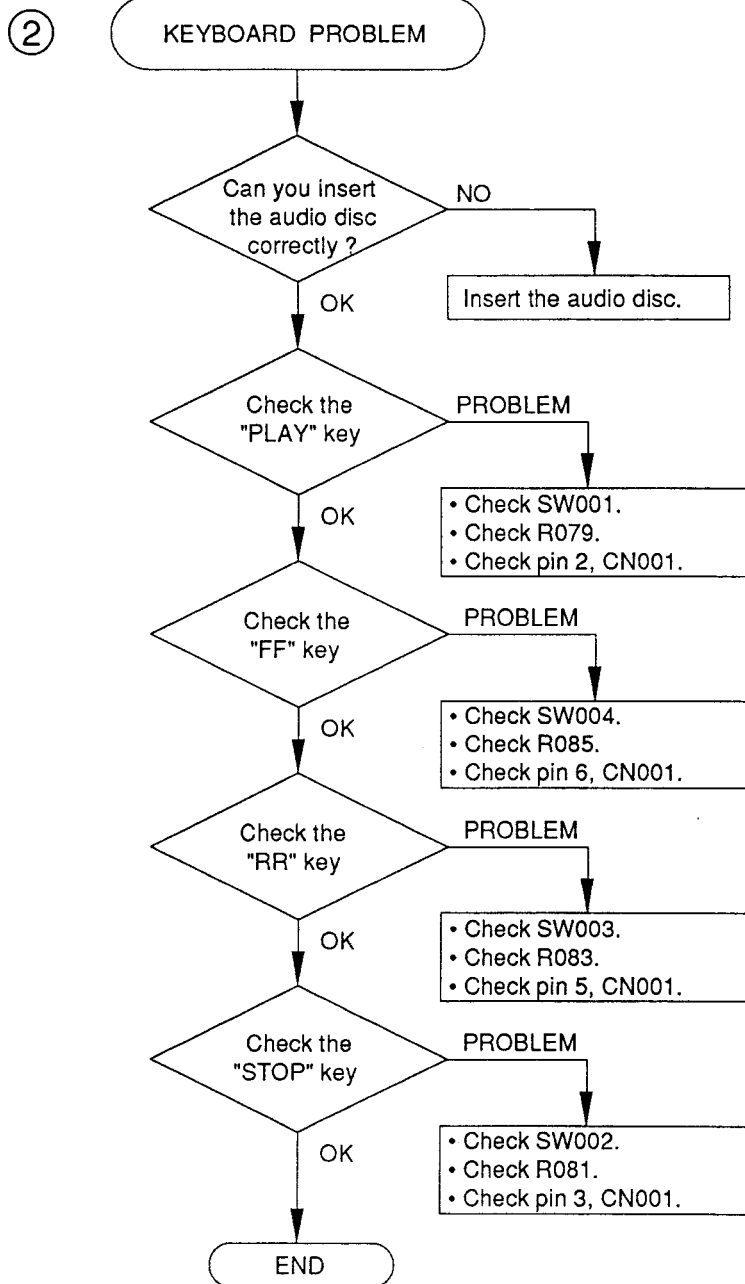 2
KEYBOARD PROBLEM
Can you insert
the audio disc
correctly ?
NO
Insert the audio disc.
OK
Check the
"PLAY" key
PROBLEM
• Check SW001.
• Check R079.
• Check pin 2, CN001.
OK
Check the
"FF" key
PROBLEM
• Check SW004.
• Check R085.
• Check pin 6, CN001.
OK
Check the
"RR" key
PROBLEM
• Check SW003.
• Check R083.
• Check pin 5, CN001.
OK
Check the
"STOP" key
PROBLEM
• Check SW002.
• Check R081.
• Check pin 3, CN001.
OK
END